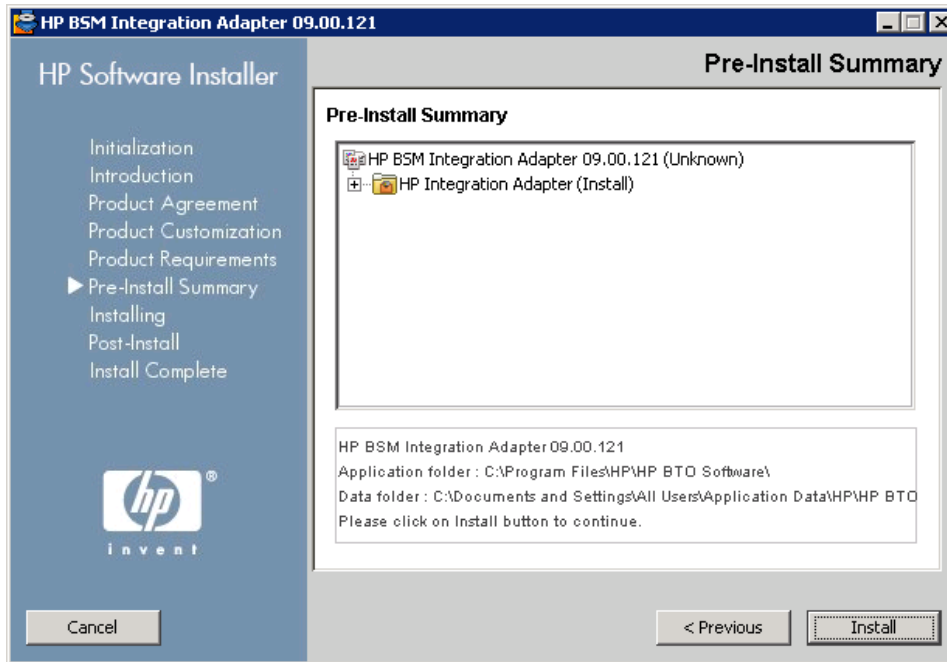 HP BSM Integration Adapter 09.00.121
HP Software Installer
Pre-Install Summary
Initialization
Introduction
Product Agreement
Product Customization
Product Requirements
Pre-Install Summary
Installing
Post-Install
Install Complete
hp
®
invent
Pre-Install Summary
HP BSM Integration Adapter 09.00.121 (Unknown)
HP Integration Adapter (Install)
HP BSM Integration Adapter 09.00.121
Application folder : C:\Program Files\HP\HP BTO Software\
Data folder : C:\Documents and Settings\All Users\Application Data\HP\HP BTO
Please click on Install button to continue.
Cancel
< Previous
Install